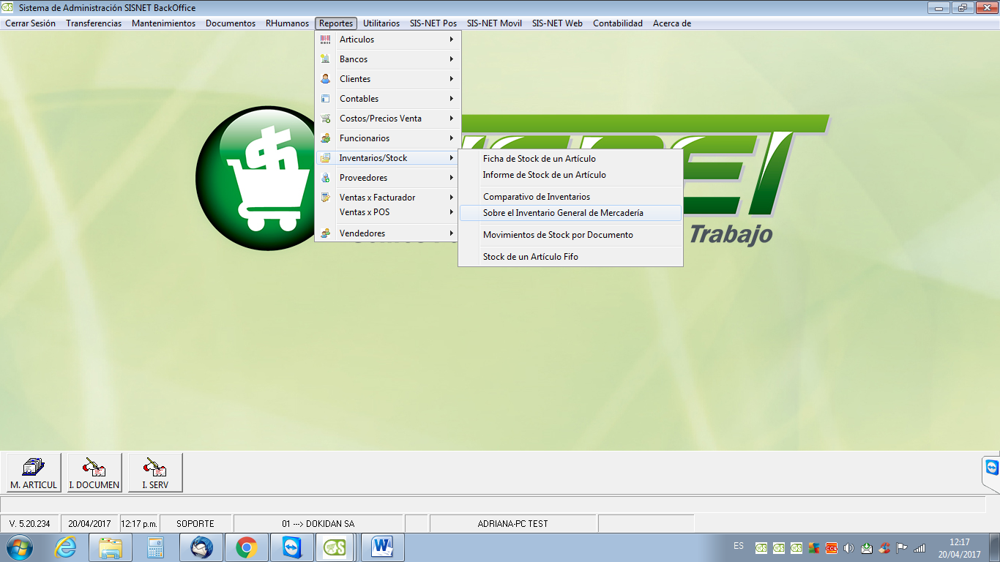 Sistema de Administración SISNET BackOffice
Cerrar Sesión Transferencias Mantenimientos Documentos RHumanos Reportes Utilitarios SIS-NET Pos SIS-NET Movil SIS-NET Web Contabilidad Acerca de
Articulos
Bancos
Clientes
Contables
Costos/Precios Venta
Funcionarios
Inventarios/Stock
Proveedores
Ventas x Facturador
Ventas x POS
Vendedores
Ficha de Stock de un Artículo
Informe de Stock de un Artículo
Comparativo de Inventarios
Sobre el Inventario General de Mercadería
Movimientos de Stock por Documento
Stock de un Artículo Fifo
Trabajo
M. ARTICUL I. DOCUMEN I. SERV
V. 5.20.234 20/04/2017 12:17 p.m. SOPORTE 01 ---> DOKIDAN SA ADRIANA-PC TEST
ES 12:17
20/04/2017